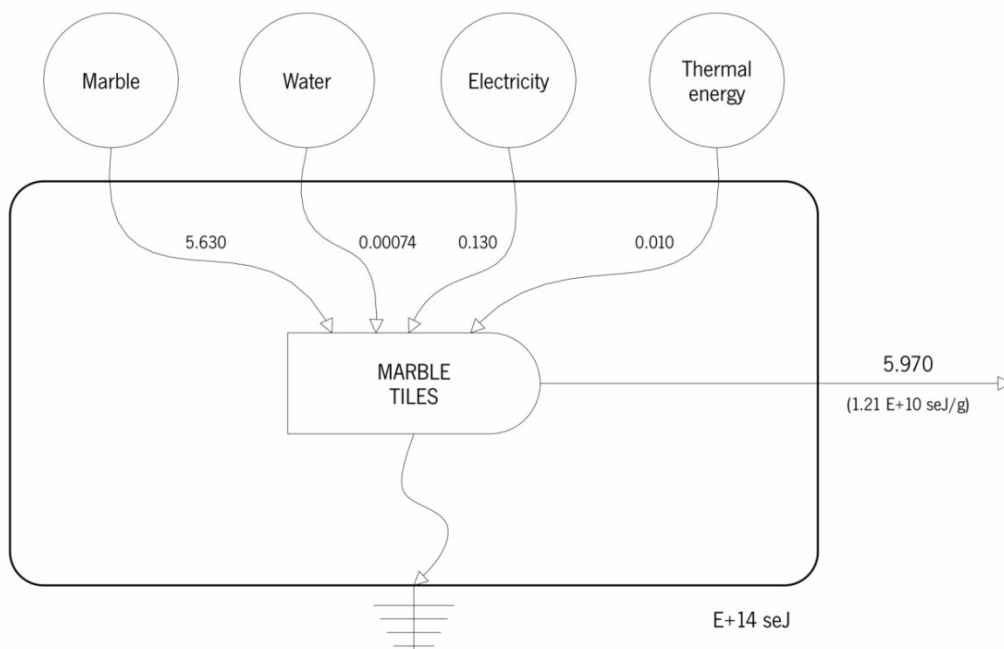 Marble
Water
Electricity
Thermal
energy
5.630
0.00074
0.130
0.010
MARBLE
TILES
5.970
(1.21 E+10 seJ/g)
E+14 seJ